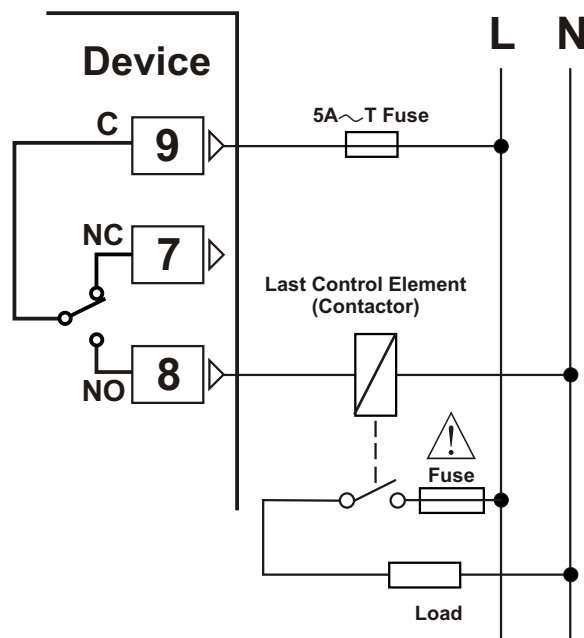 L N
Device
5A~T Fuse
C
9
NC
7
Last Control Element
(Contactor)
8
NO
Fuse
Load